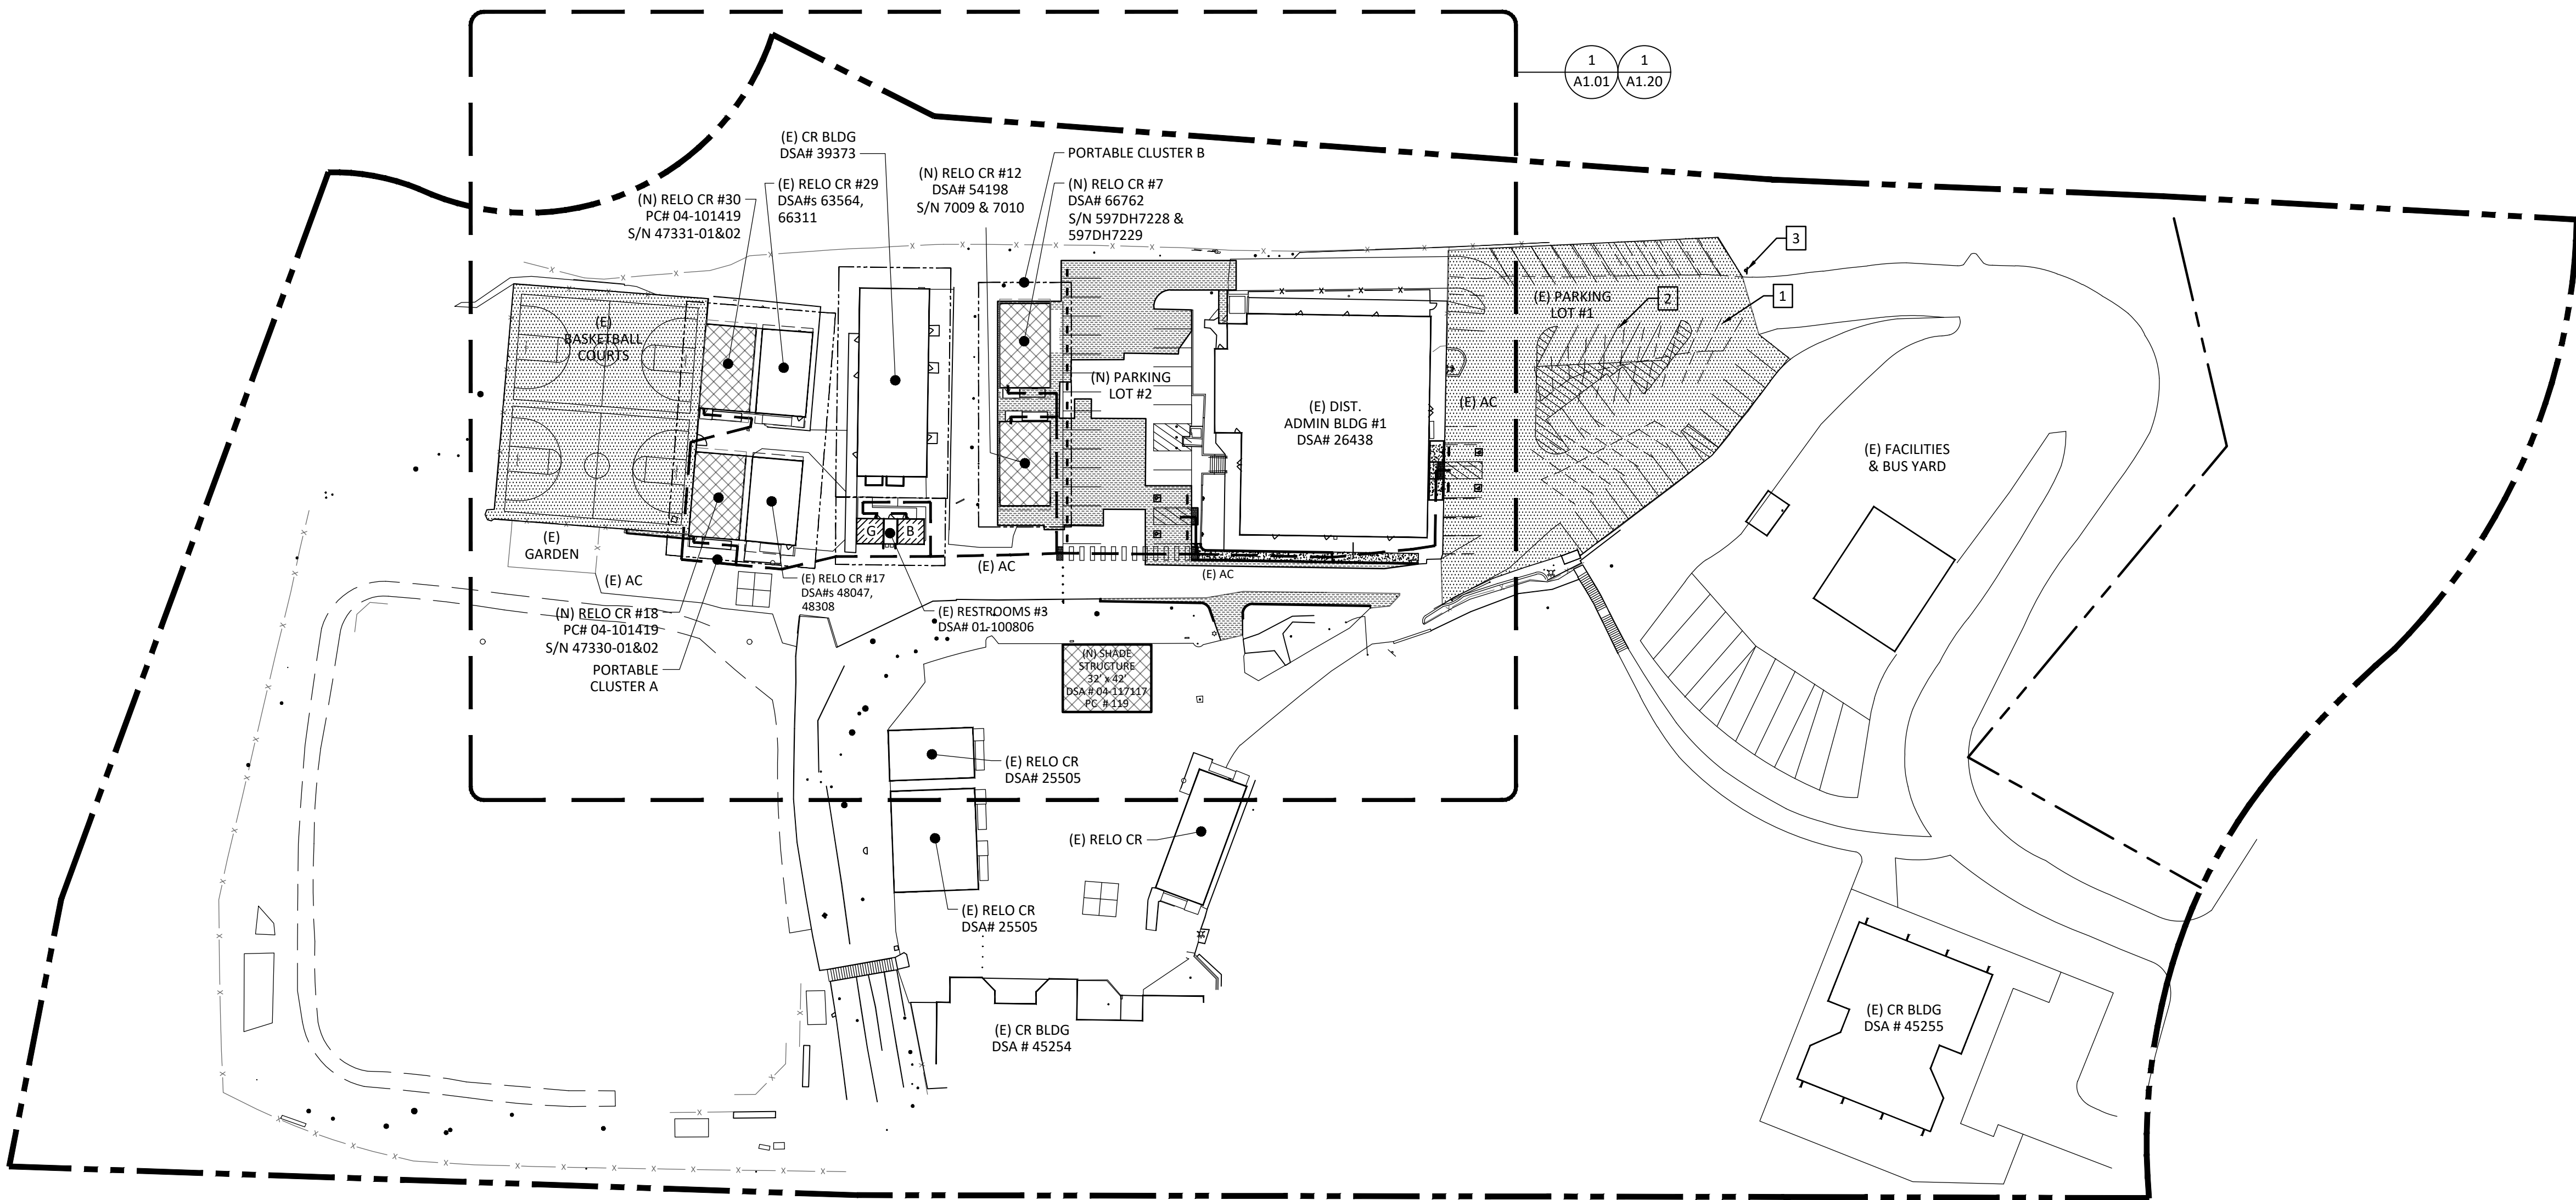 1
A1.01
1
A1.20
(E) CR BLDG
DSA# 39373
PORTABLE CLUSTER B
(N) RELO CR #12
DSA# 54198
S/N 7009 & 7010
(N) RELO CR #7
DSA# 66762
S/N 597DH7228 &
597DH7229
(E) RELO CR #29
DSA#s 63564,
66311
(N) RELO CR #30
PC# 04-101419
S/N 47331-01&02
3
2
1
(E) PARKING
LOT #1
(E)
BASKETBALL
COURTS
(N) PARKING
LOT #2
(E) DIST.
ADMIN BLDG #1
DSA# 26438
(E) AC
(E) FACILITIES
& BUS YARD
G
B
(E)
GARDEN
(E) AC
(E) AC
(E) AC
(E) RELO CR #17
DSA#s 48047,
48308
(E) RESTROOMS #3
DSA# 01-100806
(N) RELO CR #18
PC# 04-101419
S/N 47330-01&02
PORTABLE
CLUSTER A
(N) SHADE
STRUCTURE
32' x 42'
DSA # 04-117117
PC # 119
(E) RELO CR
DSA# 25505
(E) RELO CR
(E) RELO CR
DSA# 25505
(E) CR BLDG
DSA # 45254
(E) CR BLDG
DSA # 45255